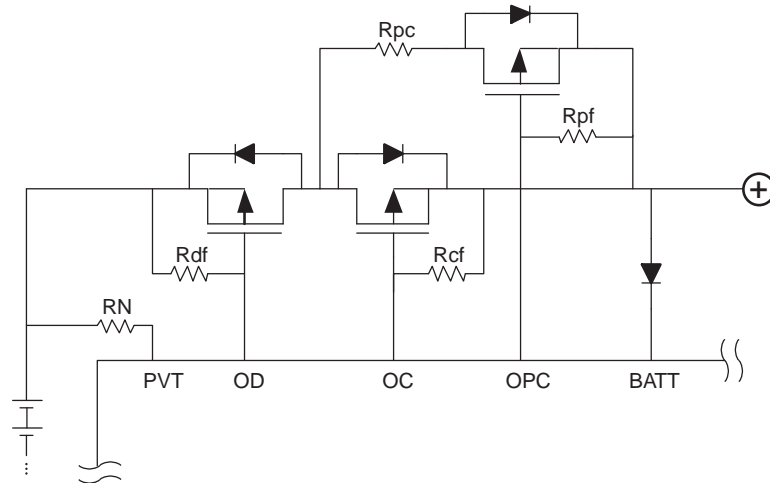 Rpc
Rpf
Rdf
Rcf
RN
PVT OD OC OPC BATT